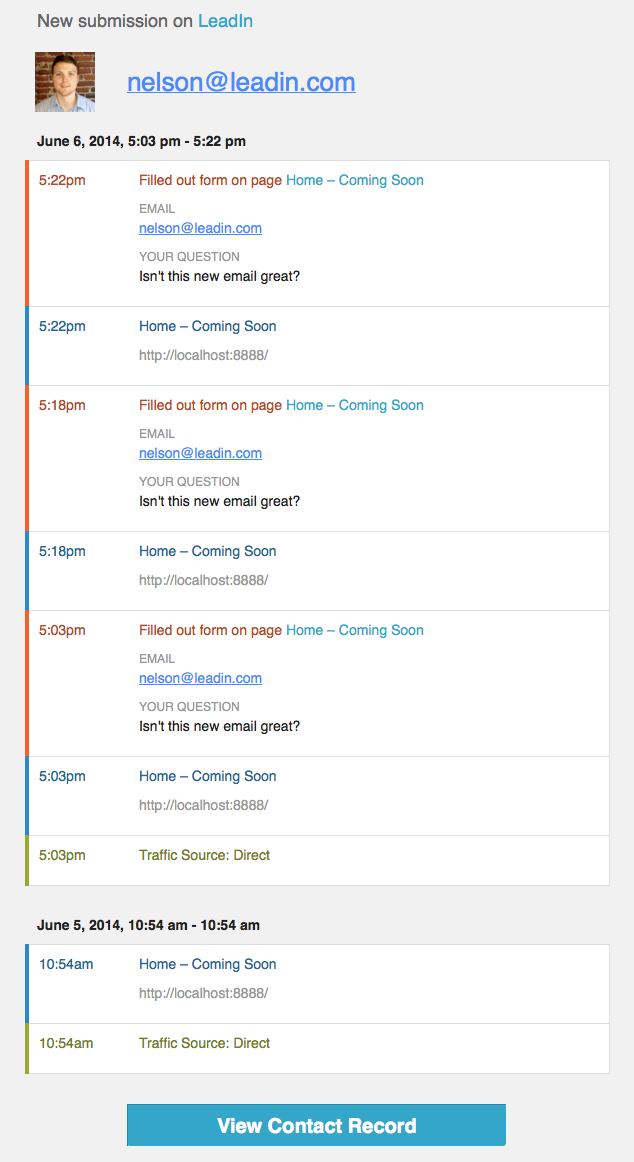 New submission on LeadIn
nelson@leadin.com
June 6, 2014, 5:03 pm - 5:22 pm
5:22pm Filled out form on page Home – Coming Soon
EMAIL
nelson@leadin.com
YOUR QUESTION
Isn't this new email great?
5:22pm Home – Coming Soon
http://localhost:8888/
5:18pm Filled out form on page Home – Coming Soon
EMAIL
nelson@leadin.com
YOUR QUESTION
Isn't this new email great?
5:18pm Home – Coming Soon
http://localhost:8888/
5:03pm Filled out form on page Home – Coming Soon
EMAIL
nelson@leadin.com
YOUR QUESTION
Isn't this new email great?
5:03pm Home – Coming Soon
http://localhost:8888/
5:03pm Traffic Source: Direct
June 5, 2014, 10:54 am - 10:54 am
10:54am Home – Coming Soon
http://localhost:8888/
10:54am Traffic Source: Direct
View Contact Record